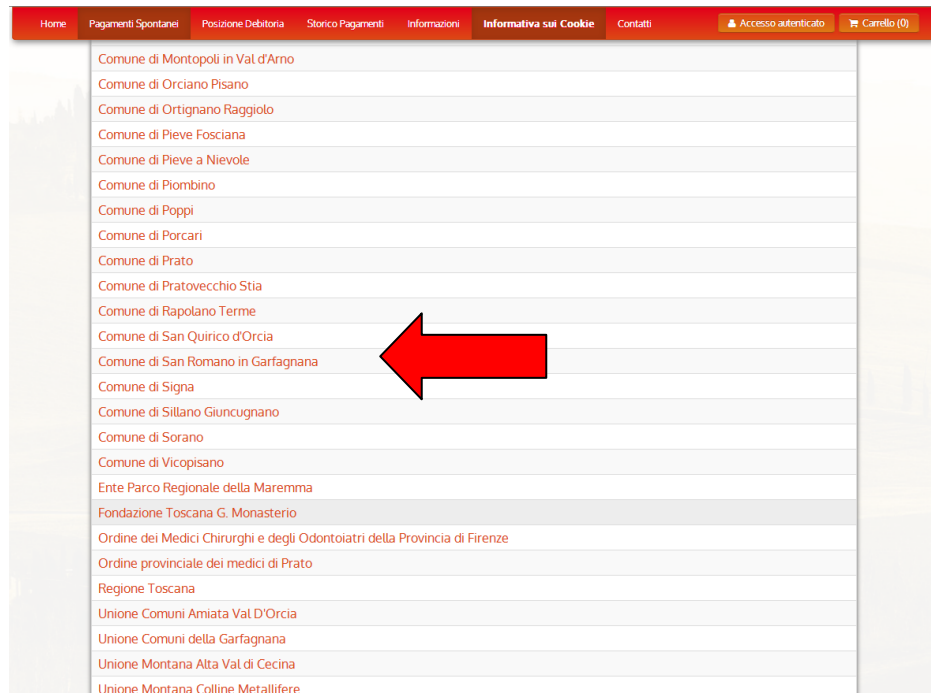 Home Pagamenti Spontanei Posizione Debitoria Storico Pagamenti Informazioni Informativa sui Cookie Contatti Accesso autenticato Carrello (0)
Comune di Montopoli in Val d'Arno
Comune di Orciano Pisano
Comune di Ortignano Raggiolo
Comune di Pieve Fosciana
Comune di Pieve a Nievole
Comune di Piombino
Comune di Poppi
Comune di Porcari
Comune di Prato
Comune di Pratovecchio Stia
Comune di Rapolano Terme
Comune di San Quirico d'Orcia
Comune di San Romano in Garfagnana
Comune di Signa
Comune di Sillano Giuncugnano
Comune di Sorano
Comune di Vicopisano
Ente Parco Regionale della Maremma
Fondazione Toscana G. Monasterio
Ordine dei Medici Chirurghi e degli Odontoiatri della Provincia di Firenze
Ordine provinciale dei medici di Prato
Regione Toscana
Unione Comuni Amiata Val D'Orcia
Unione Comuni della Garfagnana
Unione Montana Alta Val di Cecina
Unione Montana Colline Metallifere